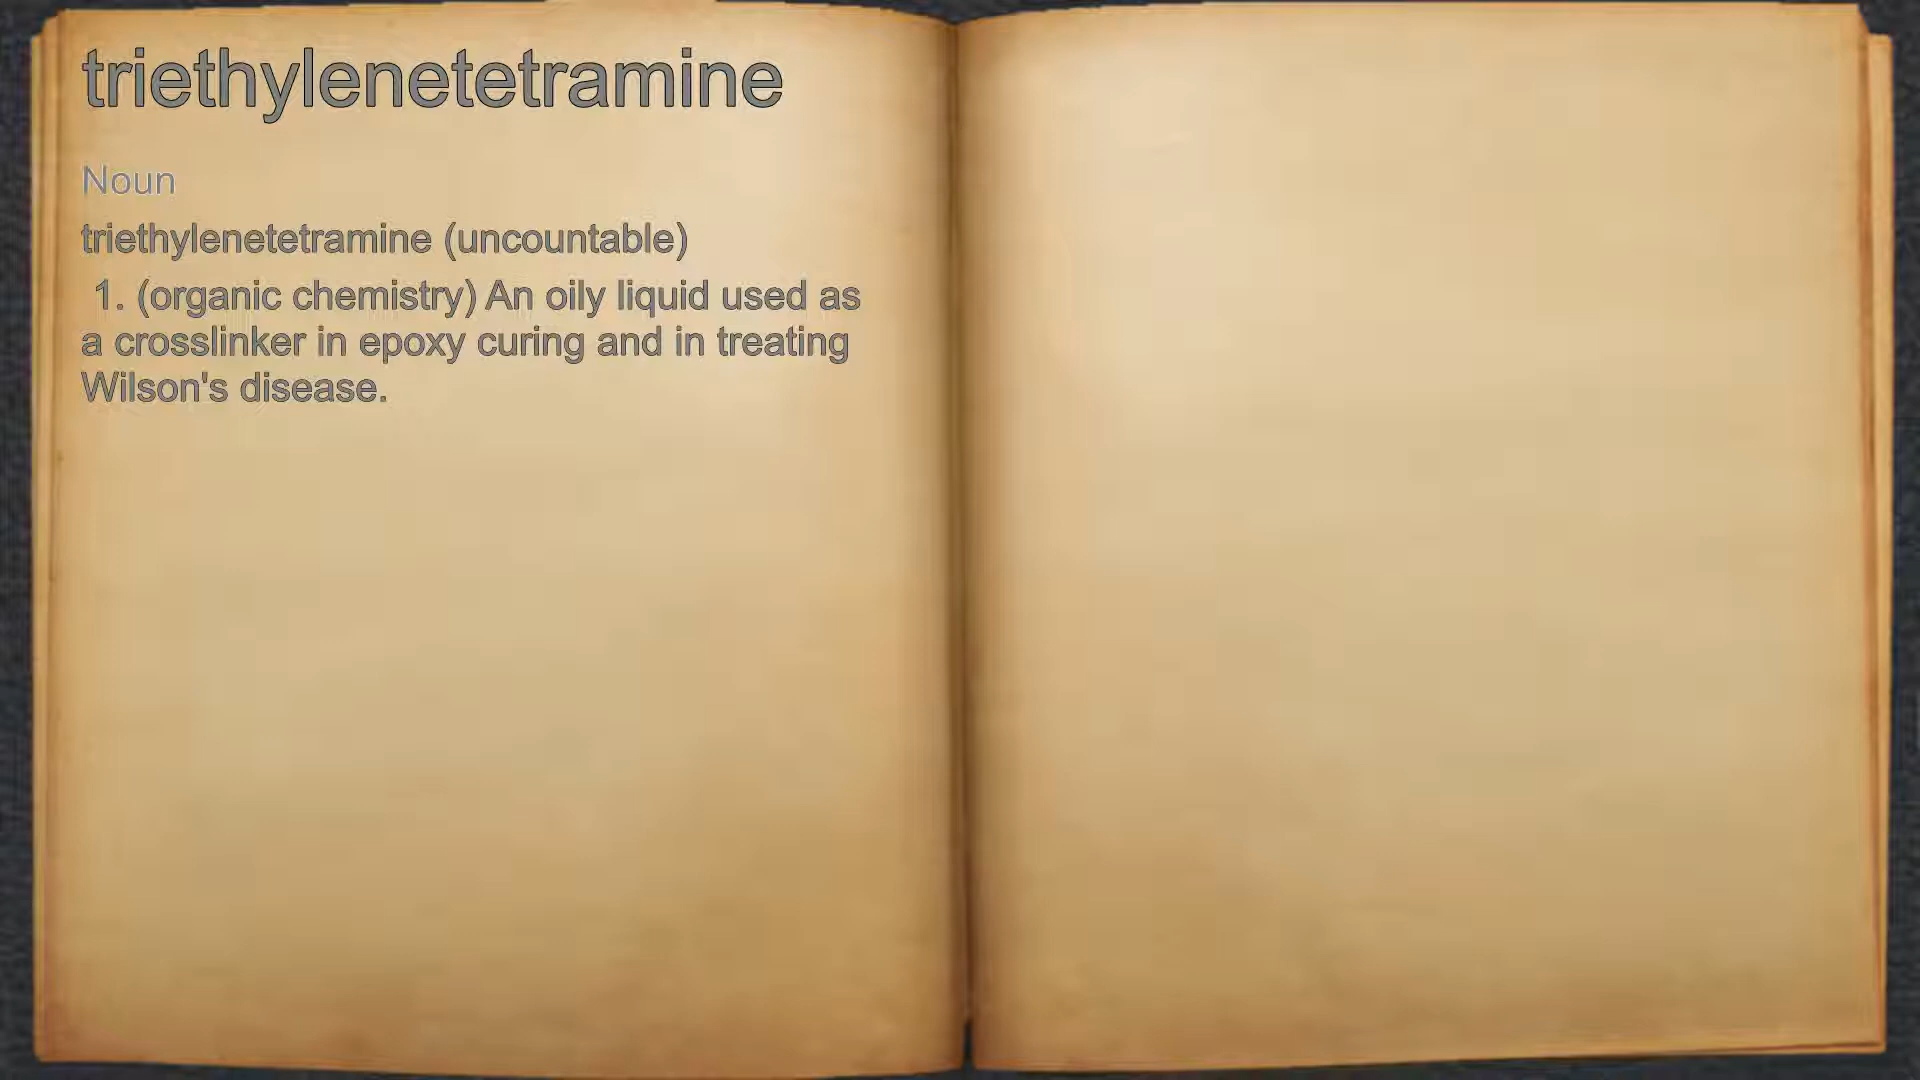 triethylenetetramine
Noun
triethylenetetramine (uncountable)
1. (organic chemistry) An oily liquid used as
a crosslinker in epoxy curing and in treating
Wilson's disease.